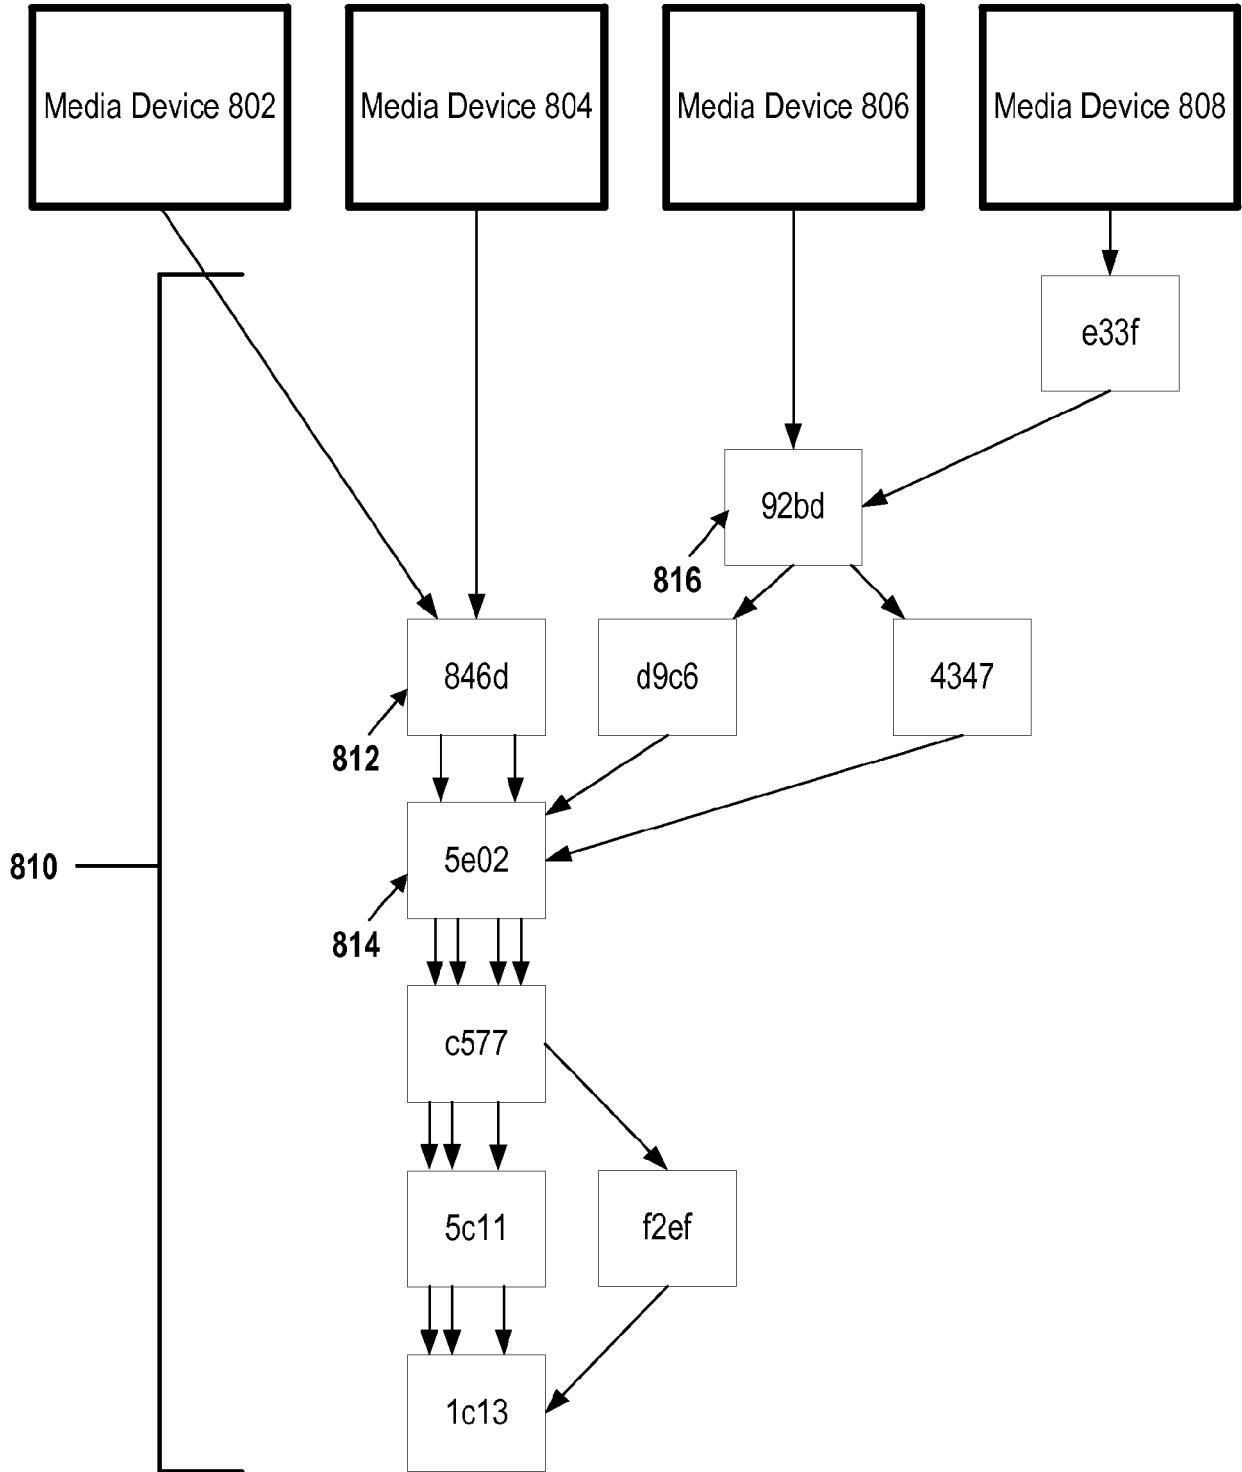 Media Device 802
Media Device 804
Media Device 806
Media Device 808
e33f
92bd
816
846d
d9c6
4347
812
5e02
810
814
c577
5c11
f2ef
1c13